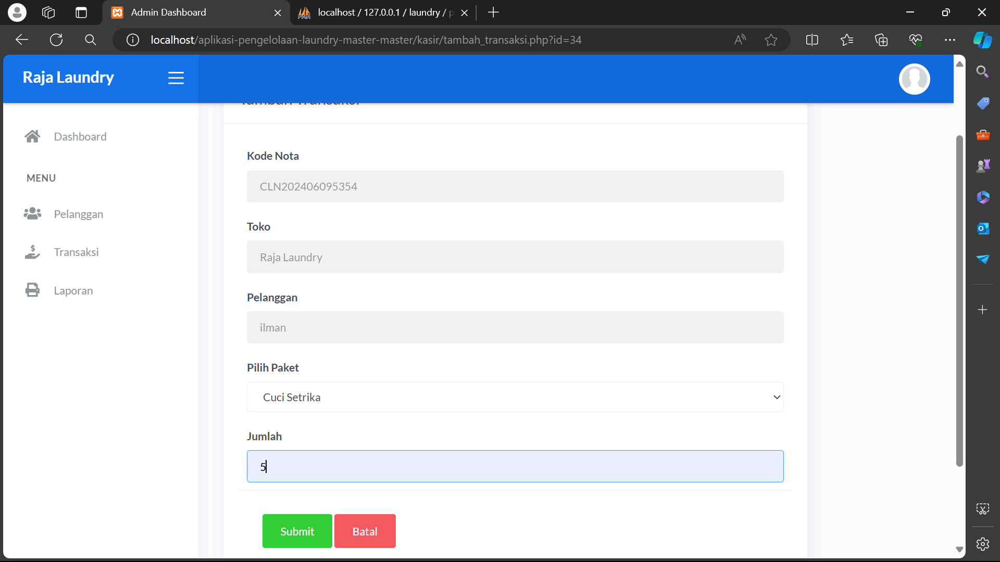 Admin Dashboard
localhost / 127.0.0.1 / laundry / p
localhost/aplikasi-pengelolaan-laundry-master-master/kasir/tambah_transaksi.php?id=34
Raja Laundry
Dashboard
MENU
Pelanggan
Transaksi
Laporan
Tambah Transaksi
Kode Nota
CLN202406095354
Toko
Raja Laundry
Pelanggan
ilman
Pilih Paket
Cuci Setrika
Jumlah
5
Submit
Batal